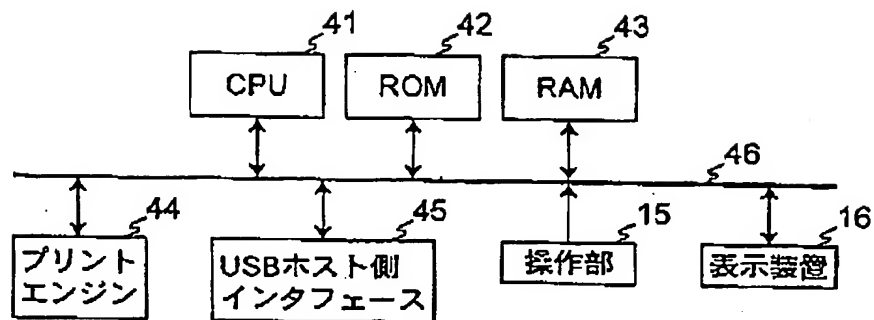 41
42
43
CPU
ROM
RAM
46
44
45
15
16
プリント
エンジン
USBホスト側
インタフェース
操作部
表示装置